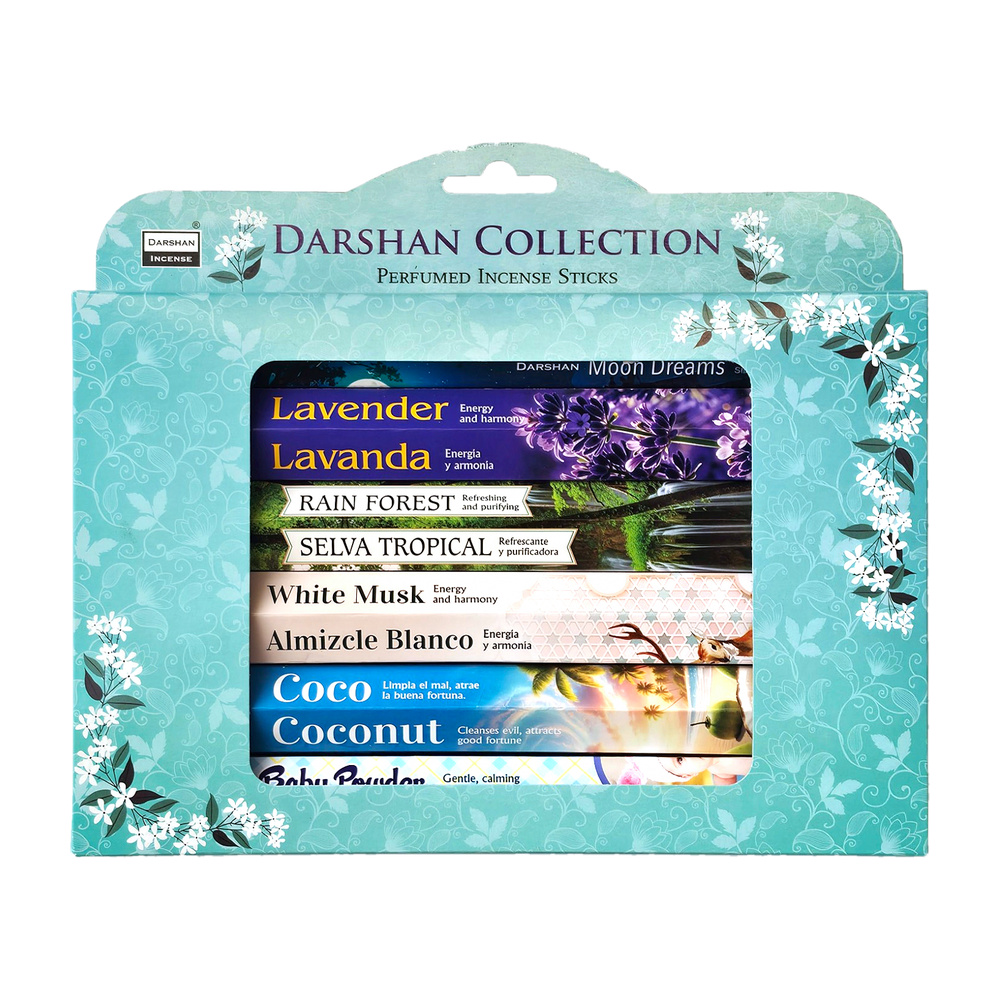 DARSHAN
INCENSE
®
DARSHAN COLLECTION
PERFUMED INCENSE STICKS
DARSHAN Moon Dreams
Lavender Energy
and harmony
Lavanda Energía
y armonia
RAIN FOREST Refreshing
and purifying
SELVA TROPICAL Refrescante
y purificadora
White Musk Energy
and harmony
Almizcle Blanco Energía
y armonia
Coco Limpia el mal, atrae
la buena fortuna.
Coconut Cleanses evil, attracts
good fortune
Baby Powder Gentle, calming